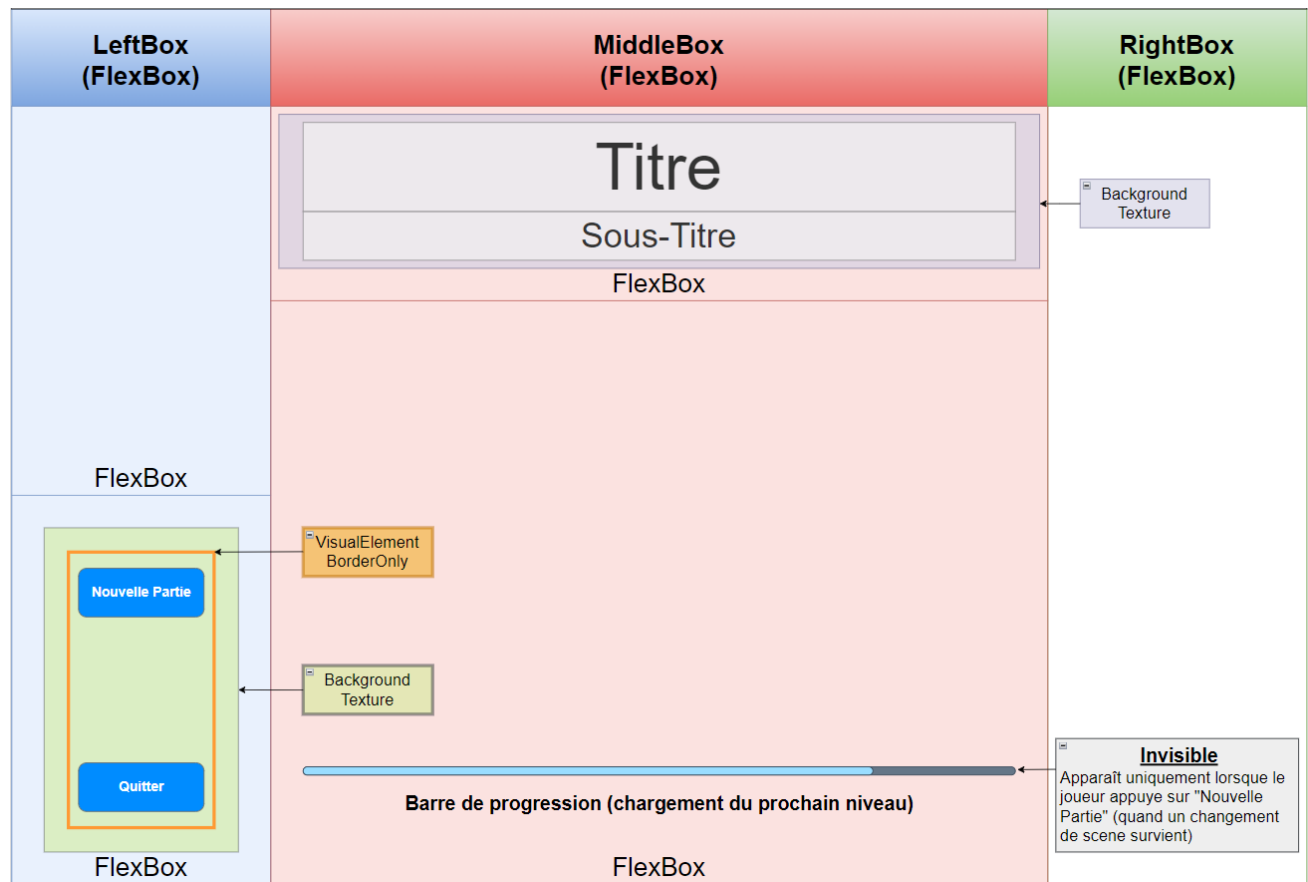 LeftBox
(FlexBox)
MiddleBox
(FlexBox)
RightBox
(FlexBox)
Titre
Sous-Titre
FlexBox
Background
Texture
FlexBox
VisualElement
BorderOnly
Nouvelle Partie
Background
Texture
Quitter
Barre de progression (chargement du prochain niveau)
Invisible
Apparaît uniquement lorsque le
joueur appuye sur "Nouvelle
Partie" (quand un changement
de scene survient)
FlexBox
FlexBox